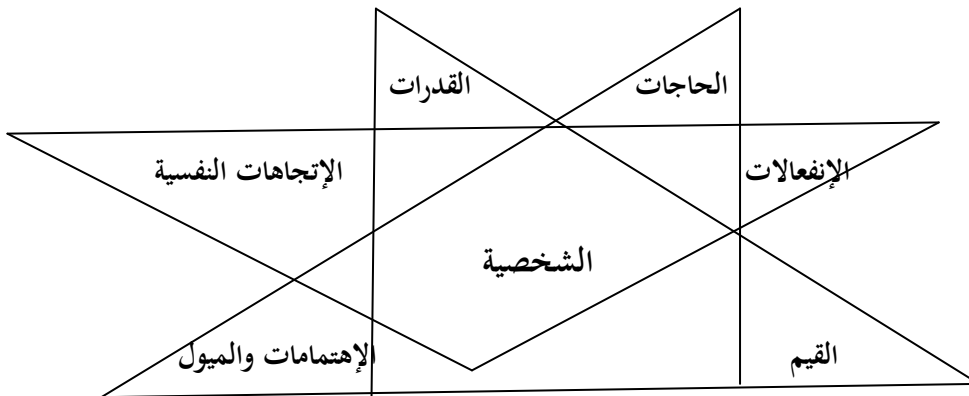 الحاجات
القدرات
الإنفعالات
الإتجاهات النفسية
الشخصية
القيم
الإهتمامات والميول